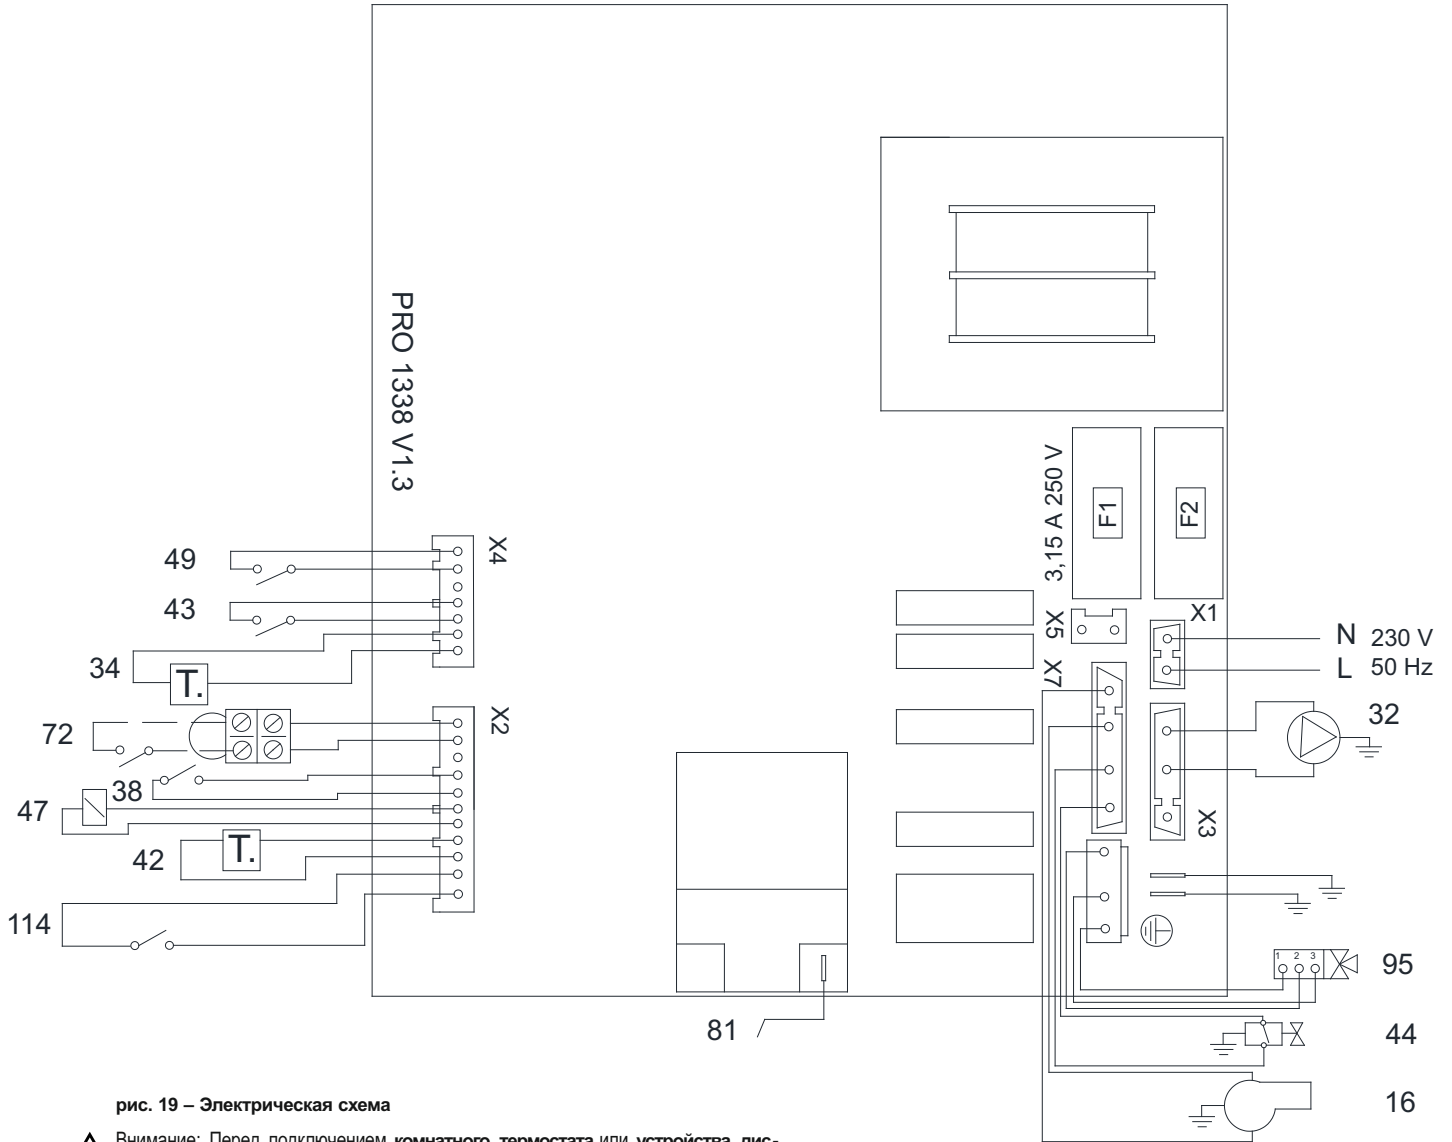 PRO 1338 V1.3
3,15 A 250 V
F1
F2
X4
49
43
X5
X1
N 230 V
L 50 Hz
34
T.
X7
X2
32
72
38
47
X3
42
T.
114
1 2 3
95
81
44
16
рис. 19 – Электрическая схема
Внимание: Перед подключением комнатного термостата или устройства дис-